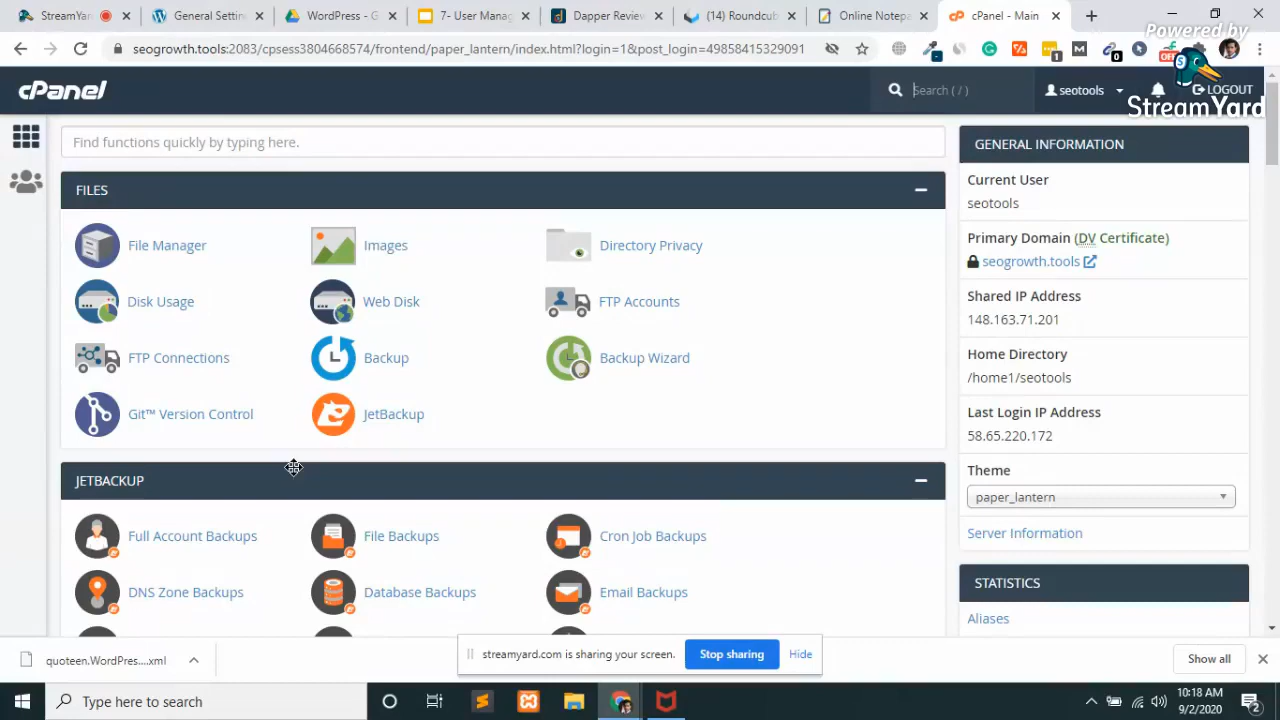 StreamYard
General Settin
WordPress - G
7- User Manag
Dapper Review
(14) Roundcub
Online Notepa
cPanel - Main
Powered by
StreamYard
seogrowth.tools:2083/cpsess3804668574/frontend/paper_lantern/index.html?login=1&post_login=49858415329091
1
0
OFF
cPanel
Search ( / )
seotools
LOGOUT
Find functions quickly by typing here.
FILES
File Manager
Images
Directory Privacy
Disk Usage
Web Disk
FTP Accounts
FTP Connections
Backup
Backup Wizard
Git™ Version Control
JetBackup
JETBACKUP
Full Account Backups
File Backups
Cron Job Backups
DNS Zone Backups
Database Backups
Email Backups
GENERAL INFORMATION
Current User
seotools
Primary Domain (DV Certificate)
seogrowth.tools
Shared IP Address
148.163.71.201
Home Directory
/home1/seotools
Last Login IP Address
58.65.220.172
Theme
paper_lantern
Server Information
STATISTICS
Aliases
quoteen.WordPres....xml
streamyard.com is sharing your screen.
Stop sharing
Hide
Show all
Type here to search
10:18 AM
9/2/2020
2